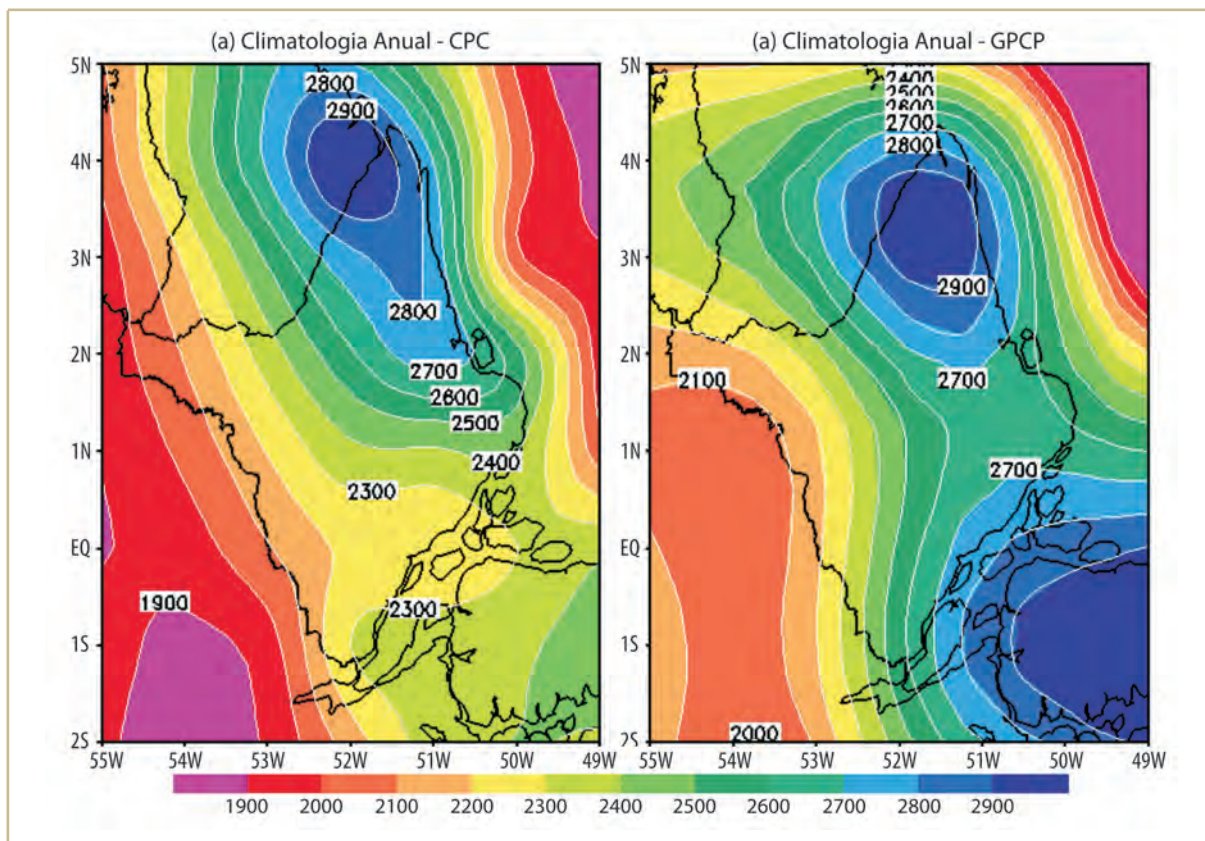 (a) Climatologia Anual - CPC
5N
4N
3N
2N
1N
EQ
1S
2S
2800
2900
2800
2700
2600
2500
2400
2300
2300
1900
55W 54W 53W 52W 51W 50W 49W
(a) Climatologia Anual - GPCP
5N
4N
3N
2N
1N
EQ
1S
2S
2400
2500
2600
2700
2800
2900
2700
2100
2700
2000
55W 54W 53W 52W 51W 50W 49W
1900 2000 2100 2200 2300 2400 2500 2600 2700 2800 2900